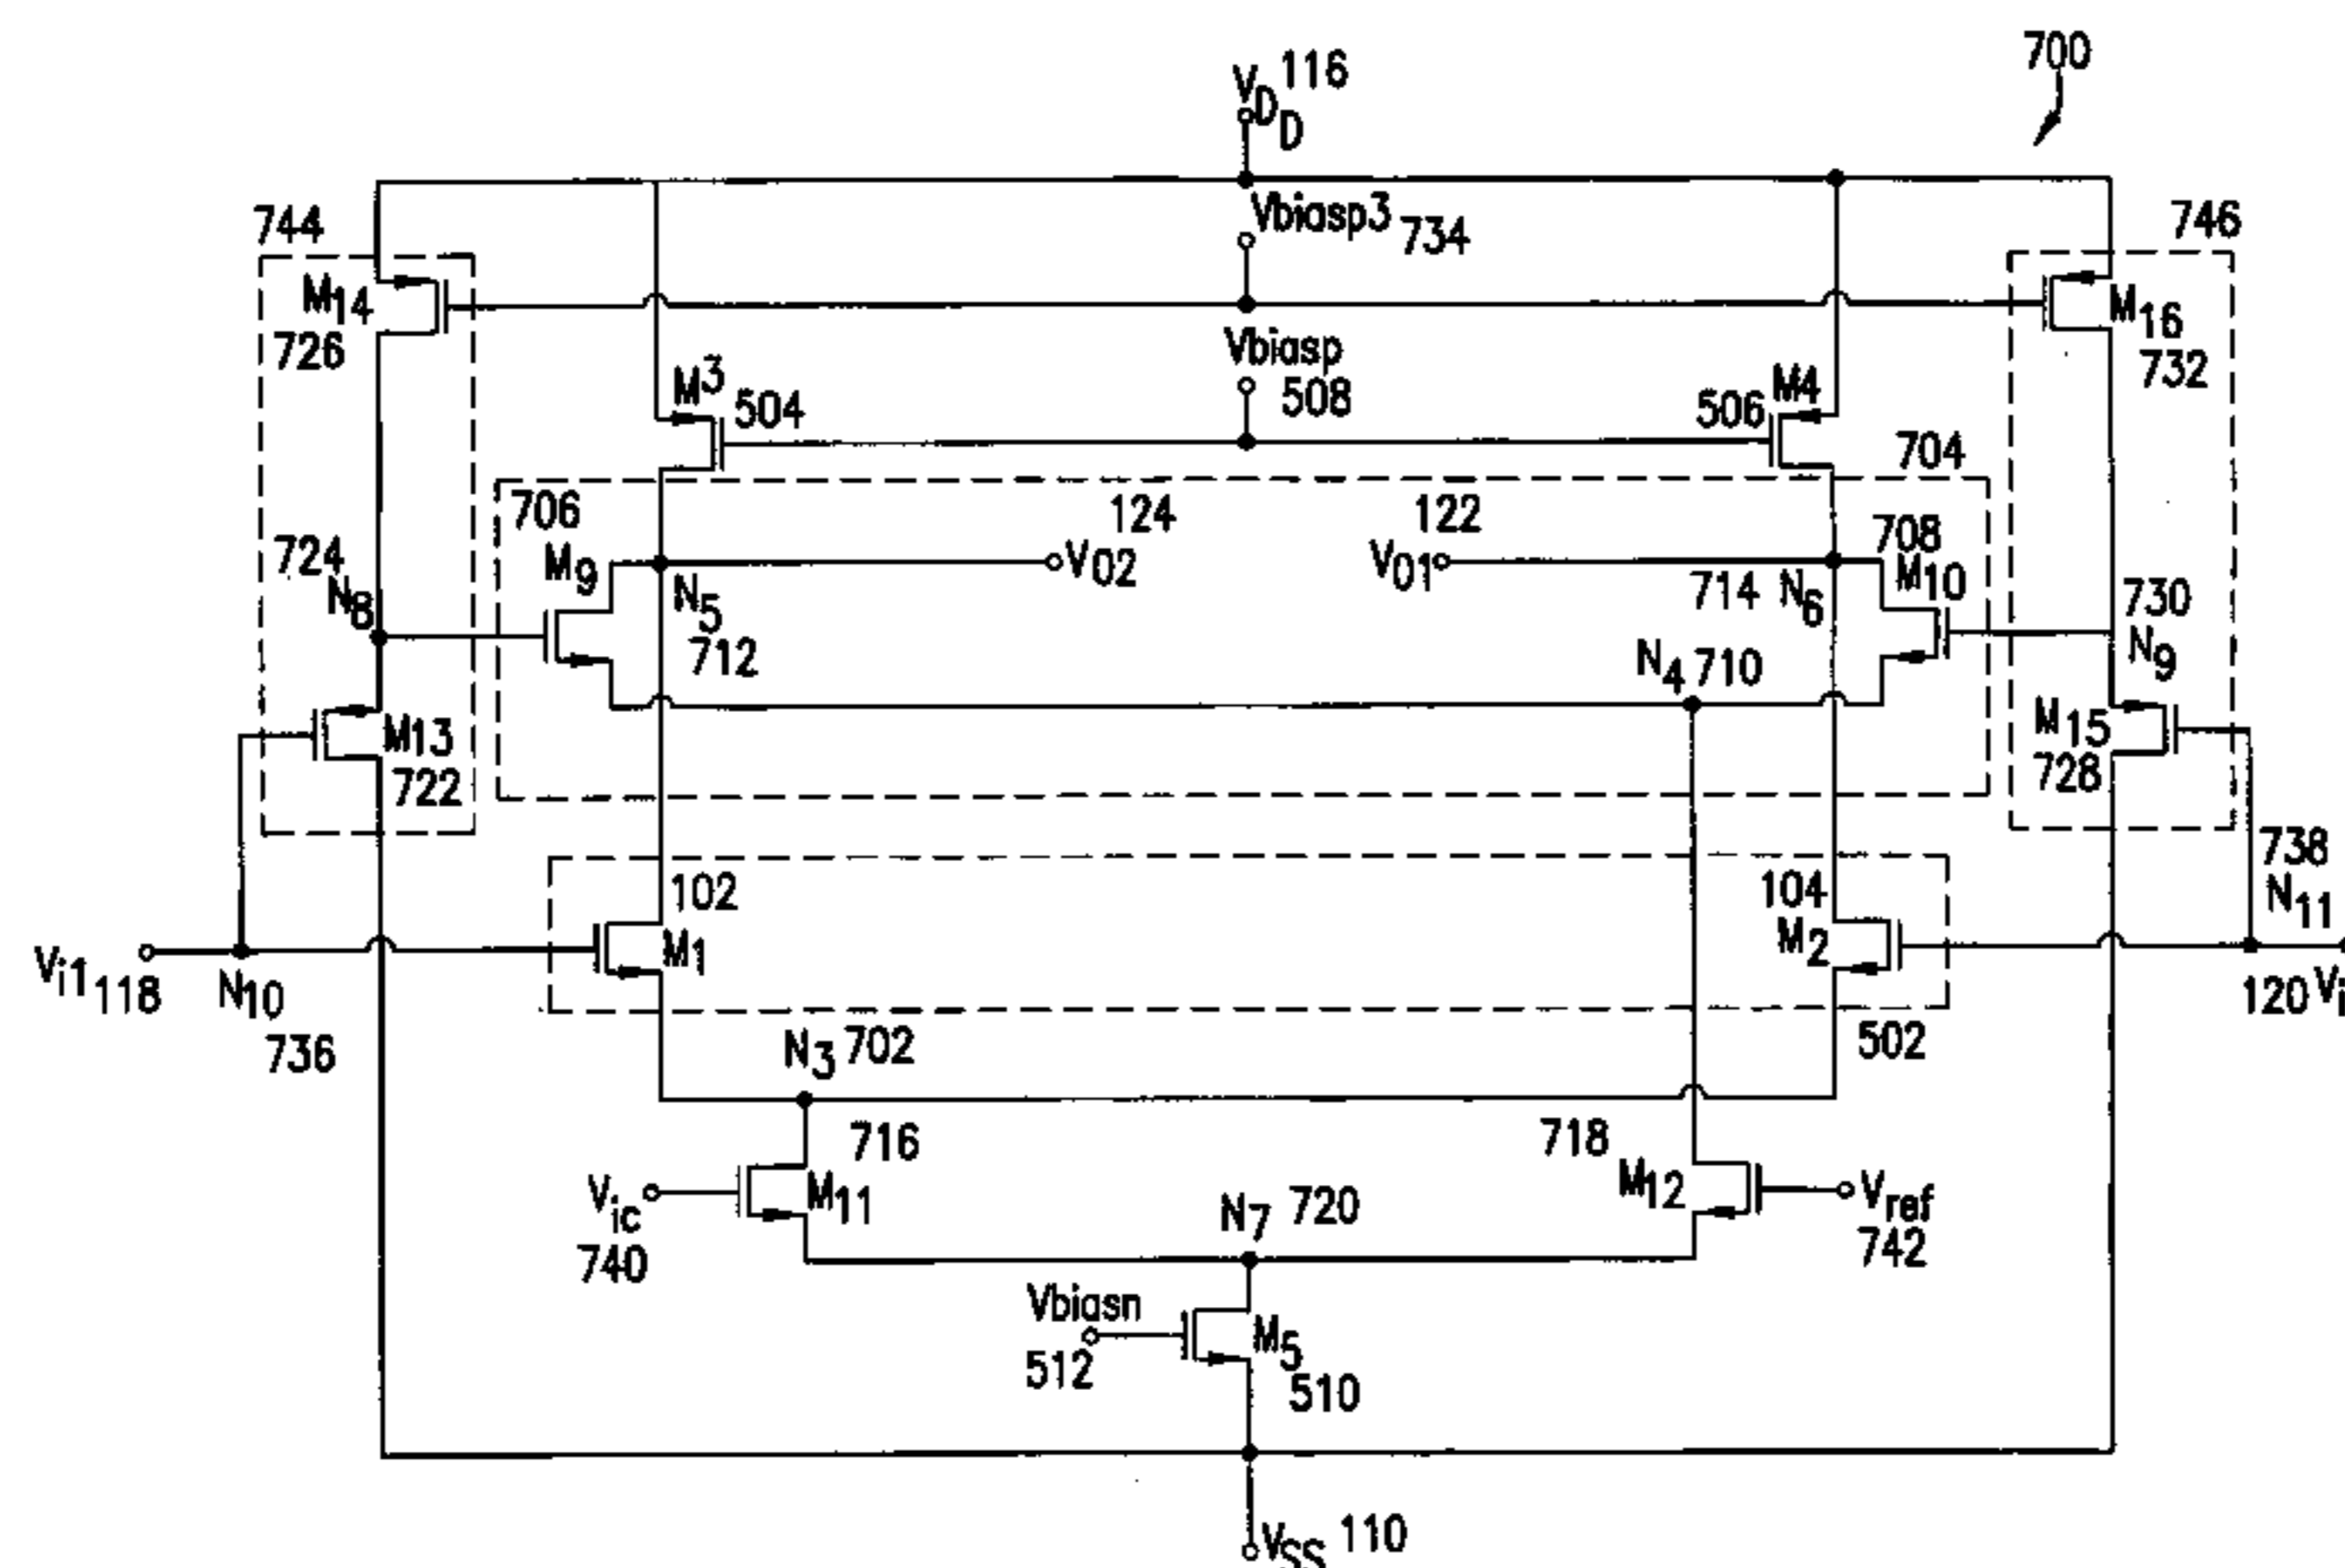 700
VDD 116
Vbiasp3 734
744
746
M14
726
M16
732
Vbiasp
508
M3
504
506
M4
704
706
124
122
708
724
N8
M9
N5
712
V02
V01
714 N6
M10
730
N9
N4 710
M13
722
M15
728
738
N11
102
M1
104
M2
Vi1 118
N10
736
120 Vi
502
N3 702
716
718
Vic
740
M11
N7 720
M12
Vref
742
Vbiasn
512
M5
510
VSS 110